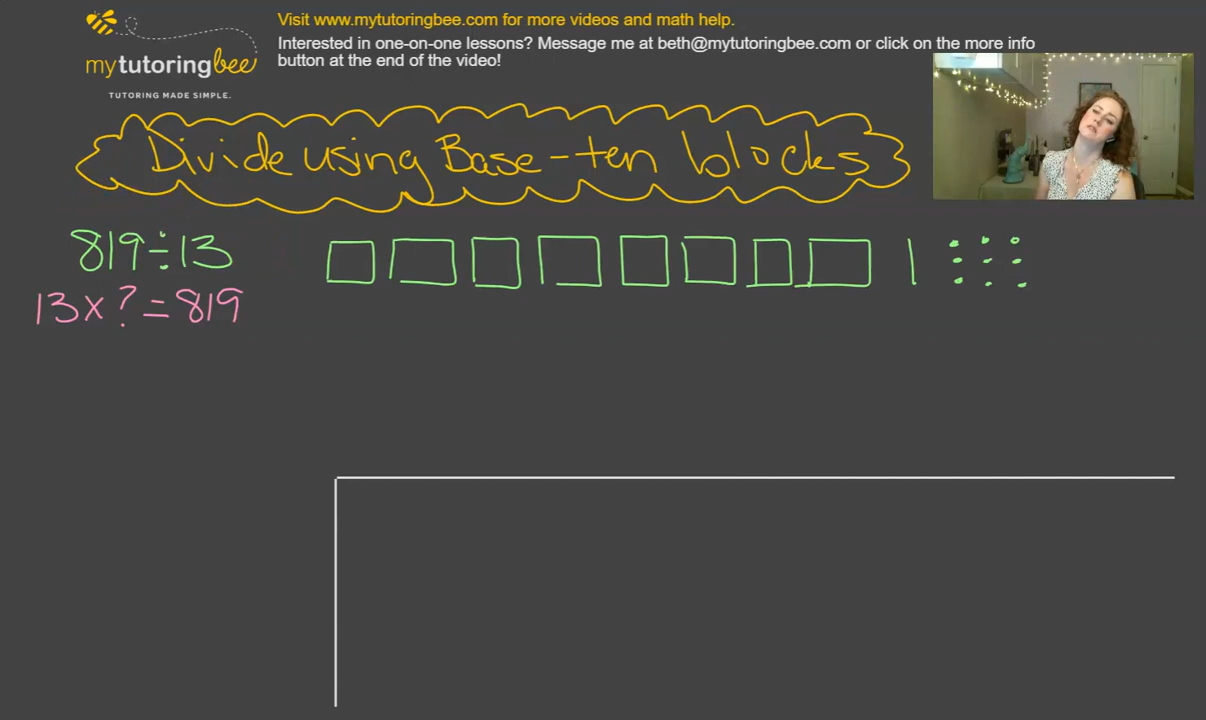 Visit www.mytutoringbee.com for more videos and math help.
Interested in one-on-one lessons? Message me at beth@mytutoringbee.com or click on the more info
button at the end of the video!
mytutoringbee
TUTORING MADE SIMPLE.
Divide using Base-ten blocks
819÷13
13x?=819